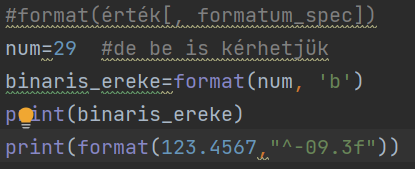 #format(érték[, formatum_spec])
num=29  #de be is kérhetjük
binaris_ereke=format(num, 'b')
print(binaris_ereke)
print(format(123.4567,"^-09.3f"))